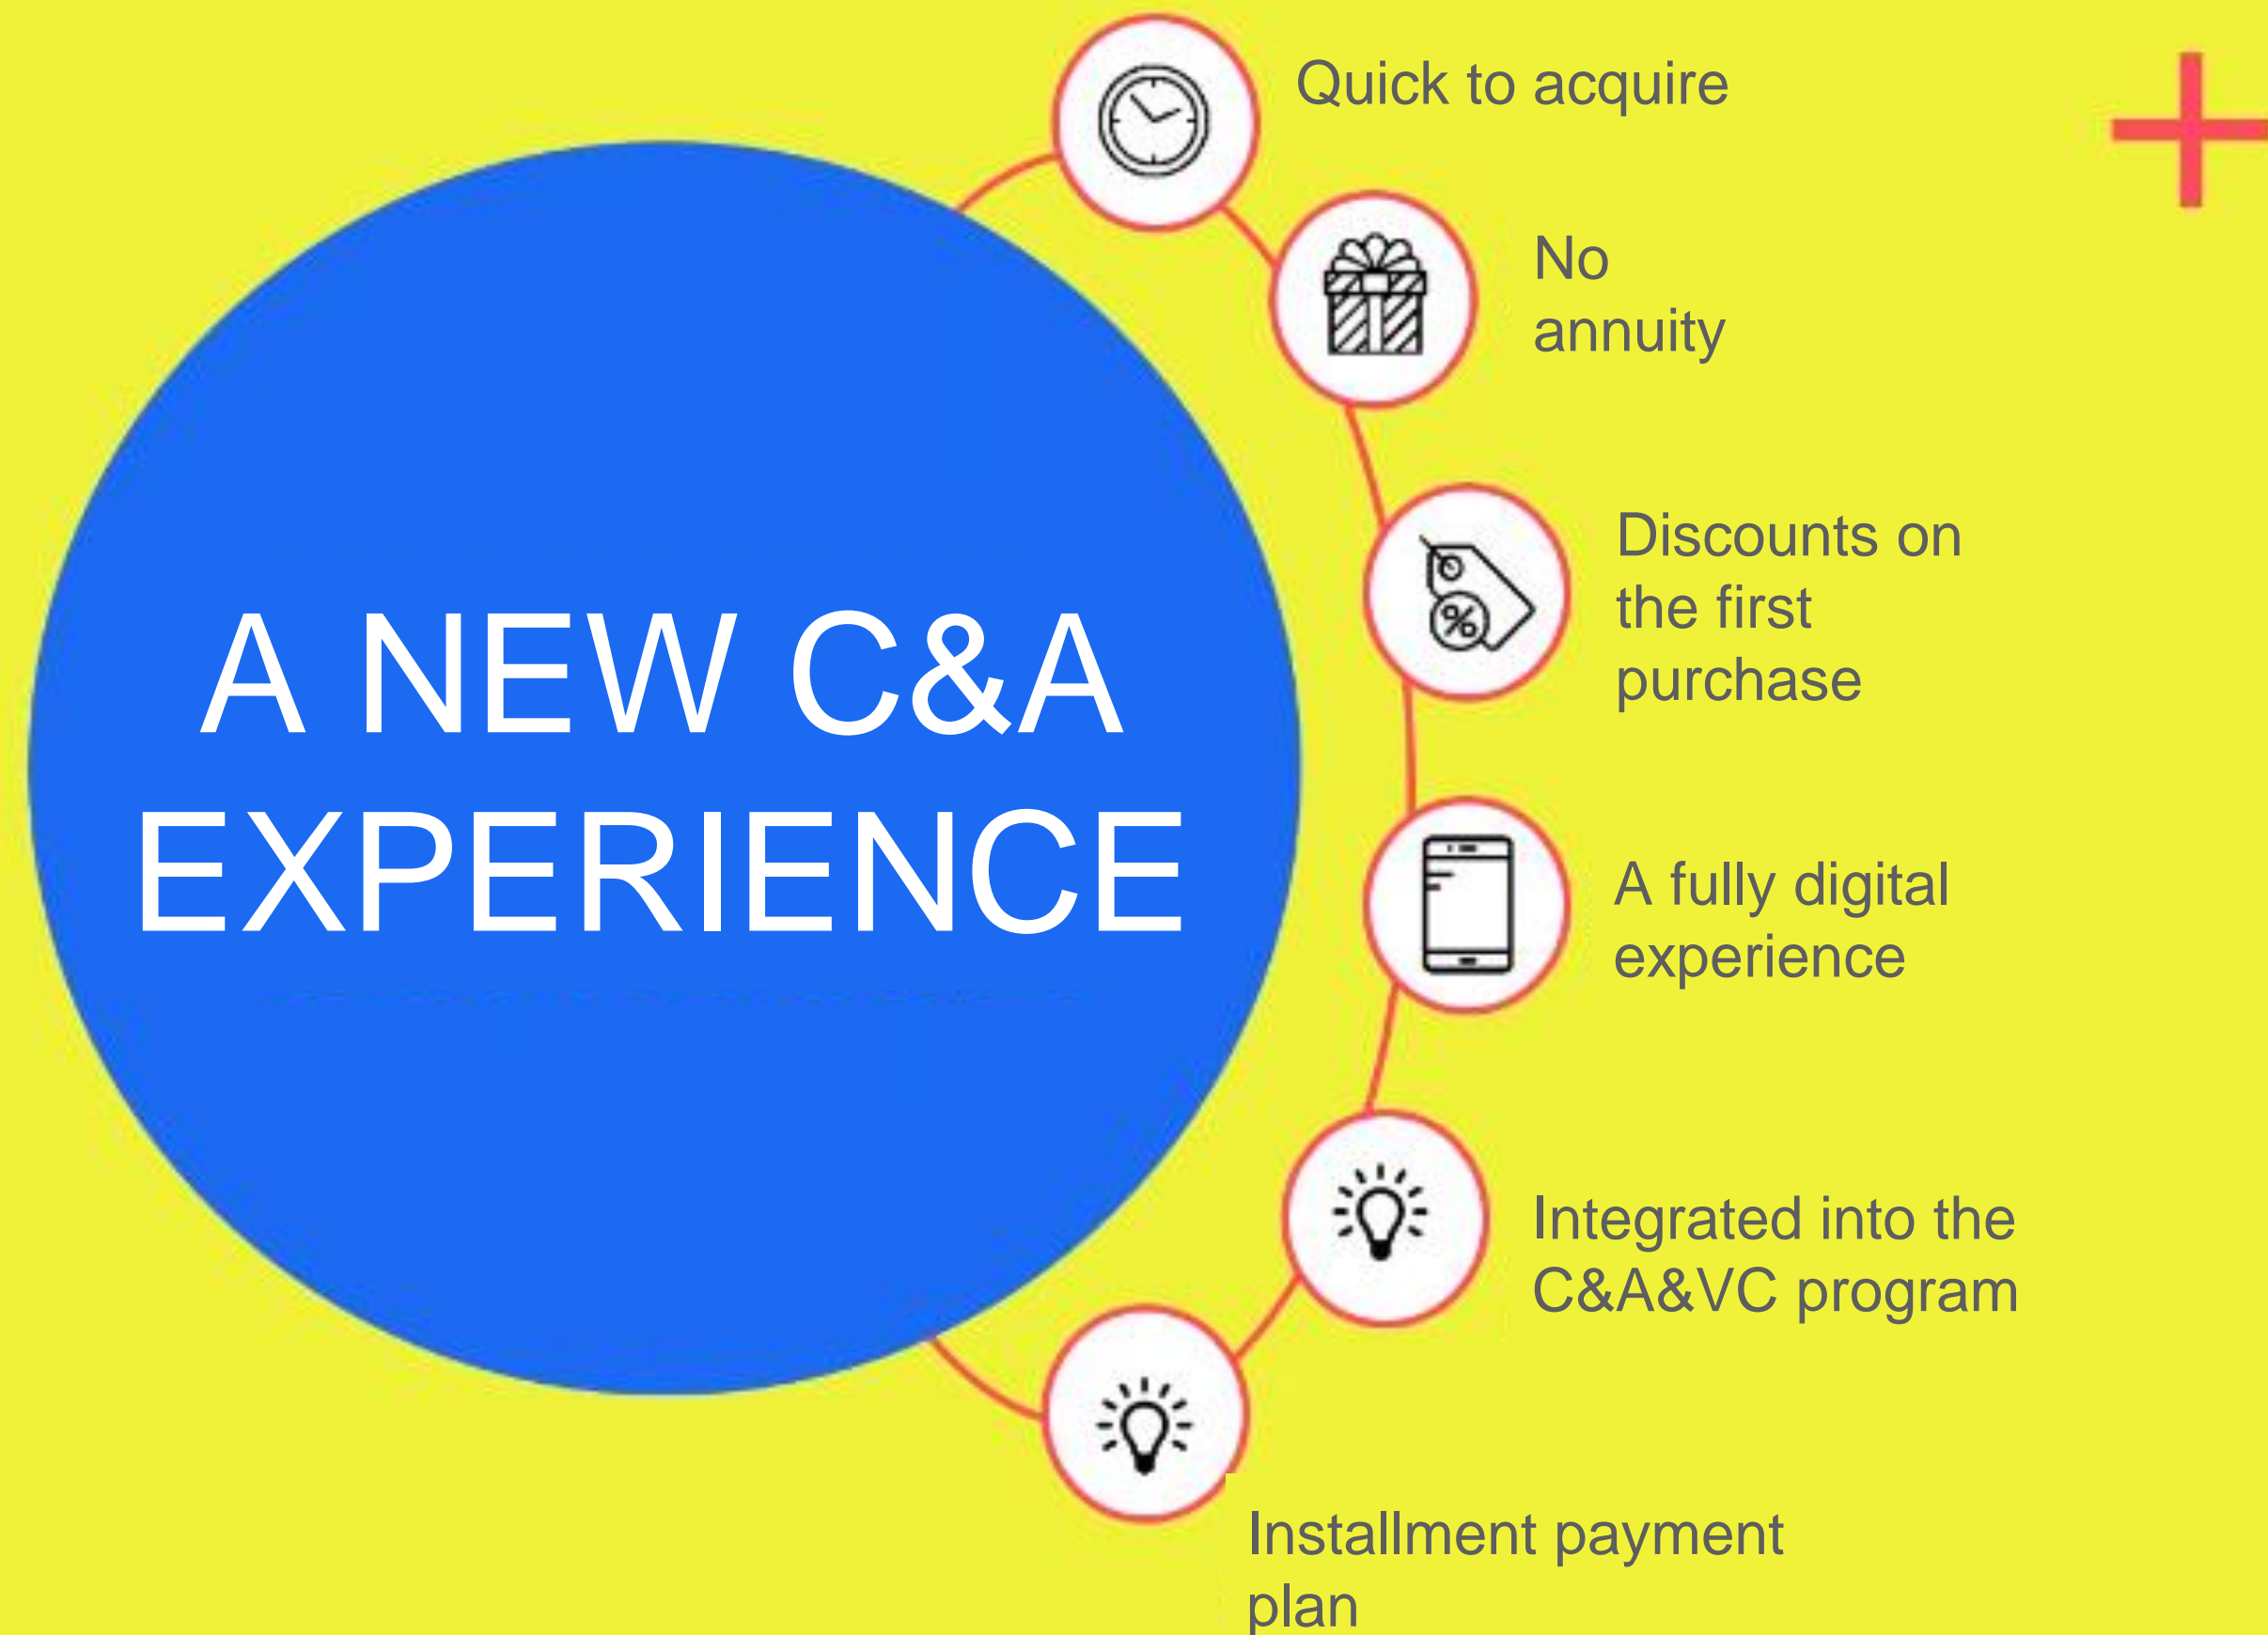 Quick to acquire
No
annuity
Discounts on
the first
purchase
A NEW C&A
EXPERIENCE
A fully digital
experience
Integrated into the
C&A&VC program
Installment payment
plan